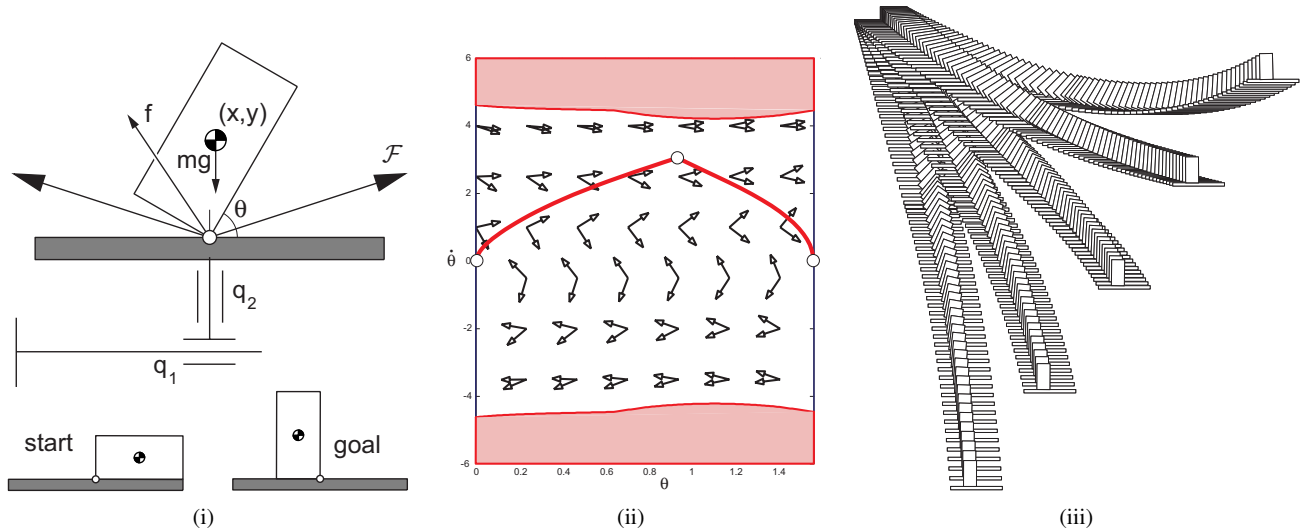 f
(x,y)
mg
𝓕
θ
q₂
q₁
start
goal
(i)
6
4
2
θ̇
0
-2
-4
-6
0 0.2 0.4 0.6 0.8 1 1.2 1.4
θ
(ii)
(iii)